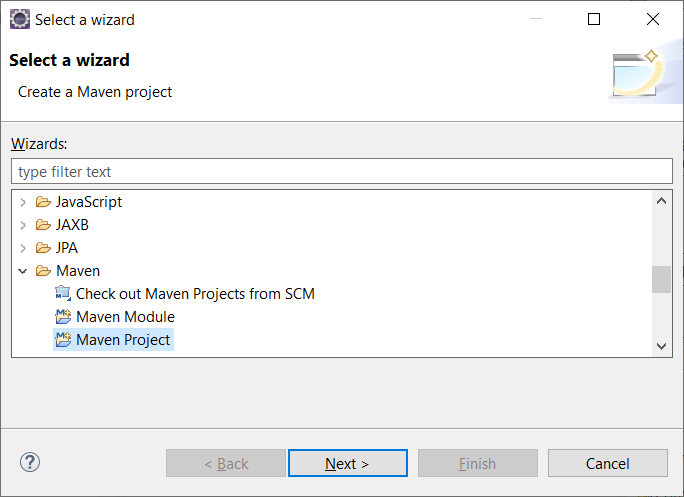 Select a wizard
Select a wizard
Create a Maven project
Wizards:
type filter text
JavaScript
JAXB
JPA
Maven
Check out Maven Projects from SCM
Maven Module
Maven Project
?
< Back Next > Finish Cancel